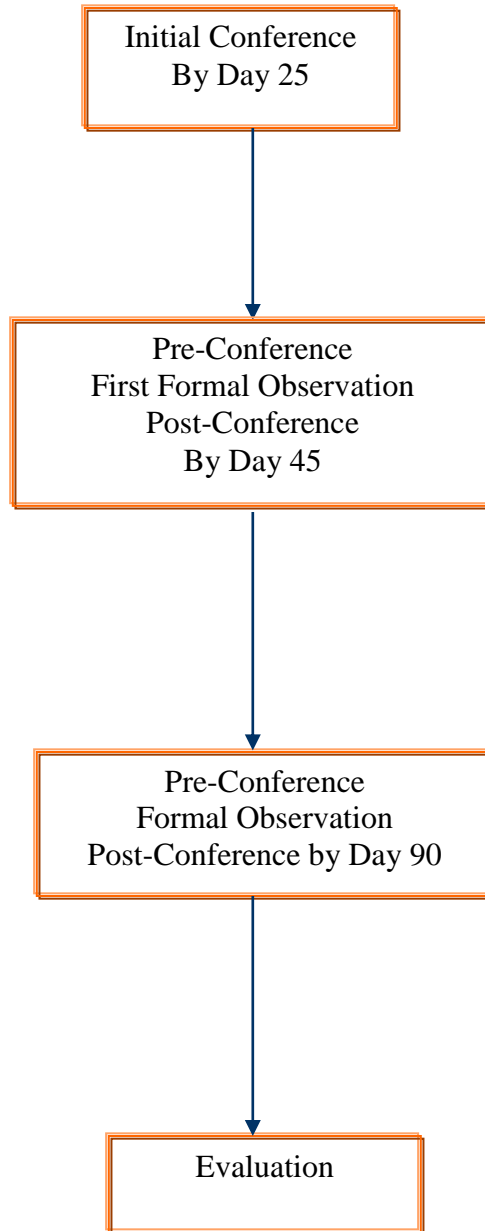 Initial Conference
By Day 25
Pre-Conference
First Formal Observation
Post-Conference
By Day 45
Pre-Conference
Formal Observation
Post-Conference by Day 90
Evaluation